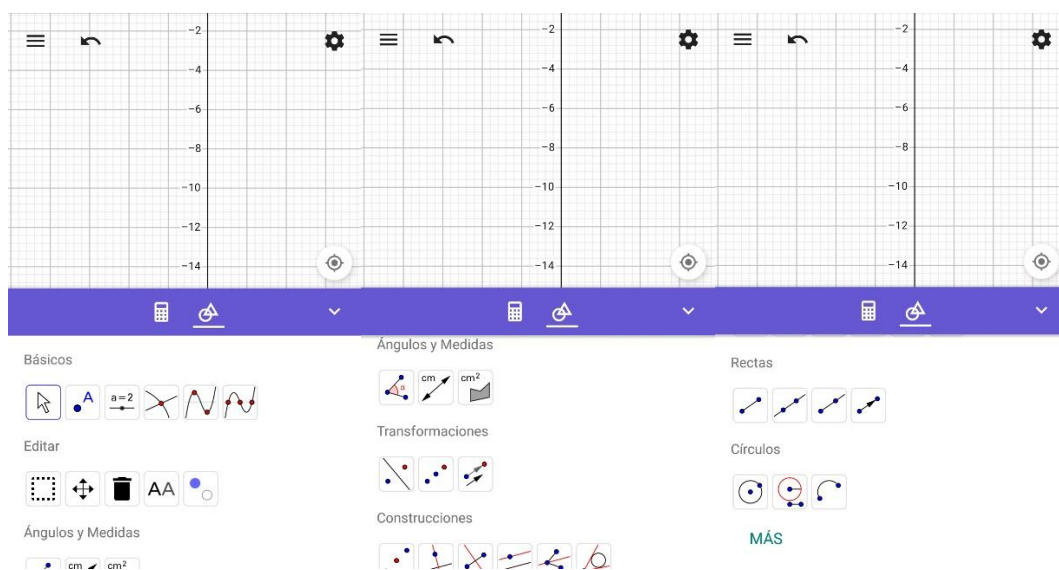 -2
-4
-6
-8
-10
-12
-14
Básicos
A
a=2
Editar
AA
Ángulos y Medidas
cm
cm²
-2
-4
-6
-8
-10
-12
-14
Ángulos y Medidas
a
cm
cm²
Transformaciones
Construcciones
-2
-4
-6
-8
-10
-12
-14
Rectas
Círculos
MÁS